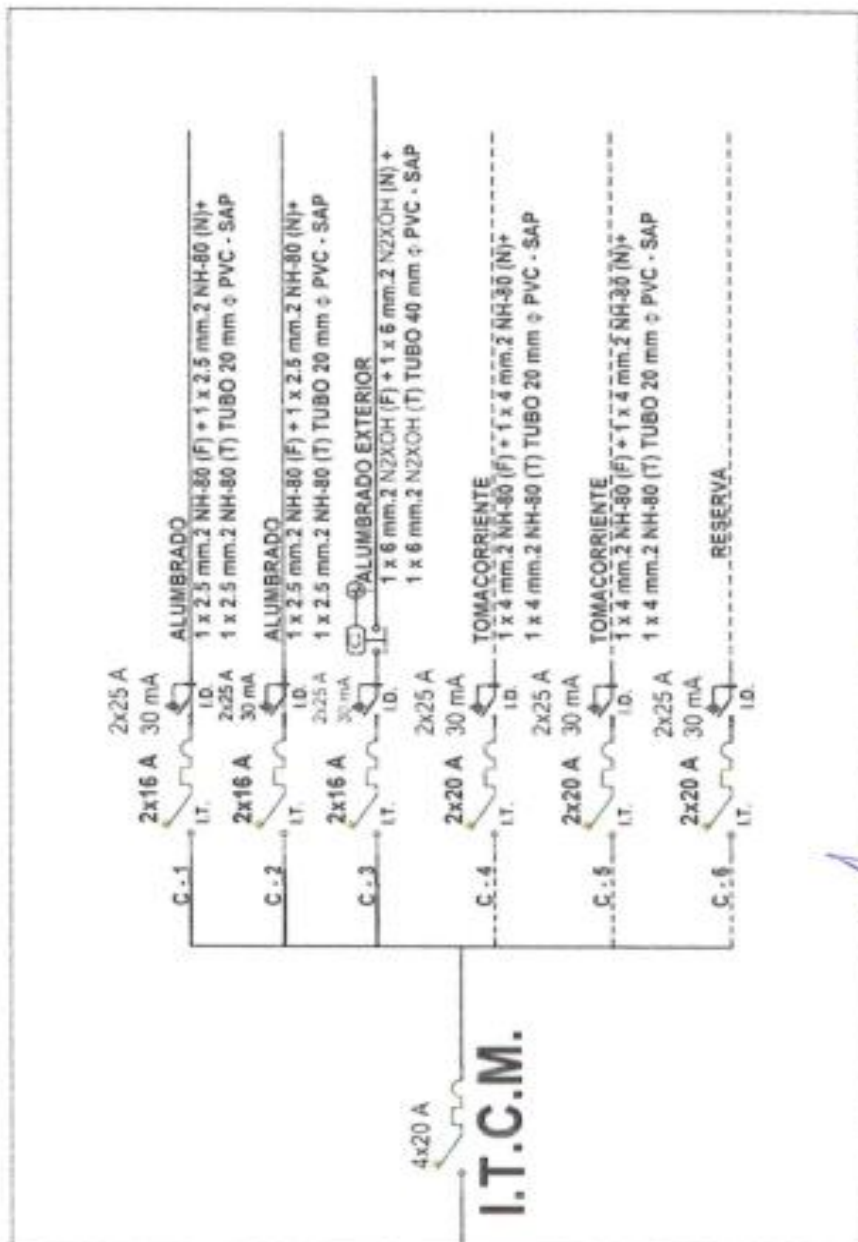 4x20 A
I.T.C.M.
C - 1
2x16 A
I.T.
2x25 A
30 mA
I.D.
ALUMBRADO
1 x 2.5 mm.2 NH-80 (F) + 1 x 2.5 mm.2 NH-80 (N)+
1 x 2.5 mm.2 NH-80 (T) TUBO 20 mm ϕ PVC - SAP
C - 2
2x16 A
I.T.
2x25 A
30 mA
I.D.
ALUMBRADO
1 x 2.5 mm.2 NH-80 (F) + 1 x 2.5 mm.2 NH-80 (N)+
1 x 2.5 mm.2 NH-80 (T) TUBO 20 mm ϕ PVC - SAP
C - 3
2x16 A
I.T.
2x25 A
30 mA
I.D.
ALUMBRADO EXTERIOR
1 x 6 mm.2 N2XOH (F) + 1 x 6 mm.2 N2XOH (N) +
1 x 6 mm.2 N2XOH (T) TUBO 40 mm ϕ PVC - SAP
C - 4
2x20 A
I.T.
2x25 A
30 mA
I.D.
TOMACORRIENTE
1 x 4 mm.2 NH-80 (F) + 1 x 4 mm.2 NH-80 (N)+
1 x 4 mm.2 NH-80 (T) TUBO 20 mm ϕ PVC - SAP
C - 5
2x20 A
I.T.
2x25 A
30 mA
I.D.
TOMACORRIENTE
1 x 4 mm.2 NH-80 (F) + 1 x 4 mm.2 NH-80 (N)+
1 x 4 mm.2 NH-80 (T) TUBO 20 mm ϕ PVC - SAP
C - 6
2x20 A
I.T.
2x25 A
30 mA
I.D.
RESERVA